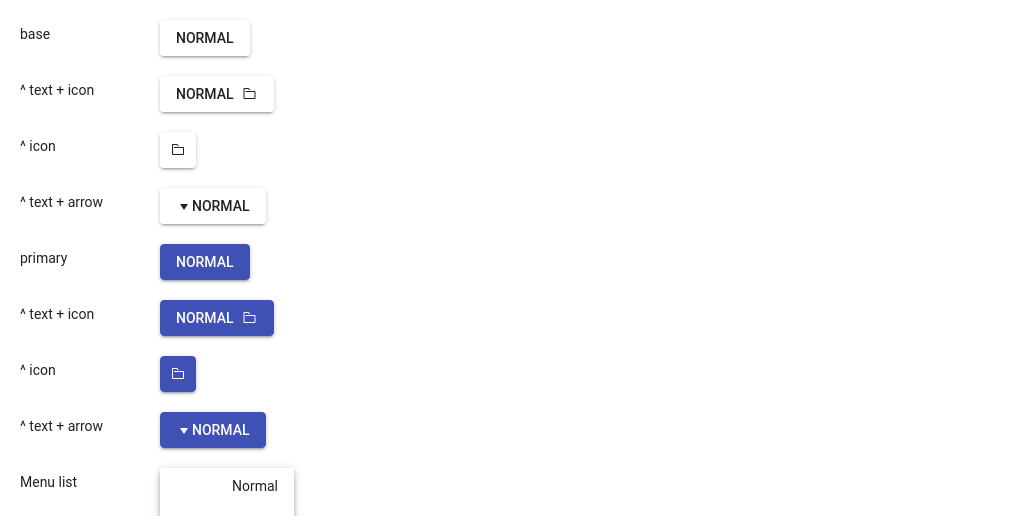 base NORMAL
^ text + icon NORMAL
^ icon
^ text + arrow NORMAL
primary NORMAL
^ text + icon NORMAL
^ icon
^ text + arrow NORMAL
Menu list Normal